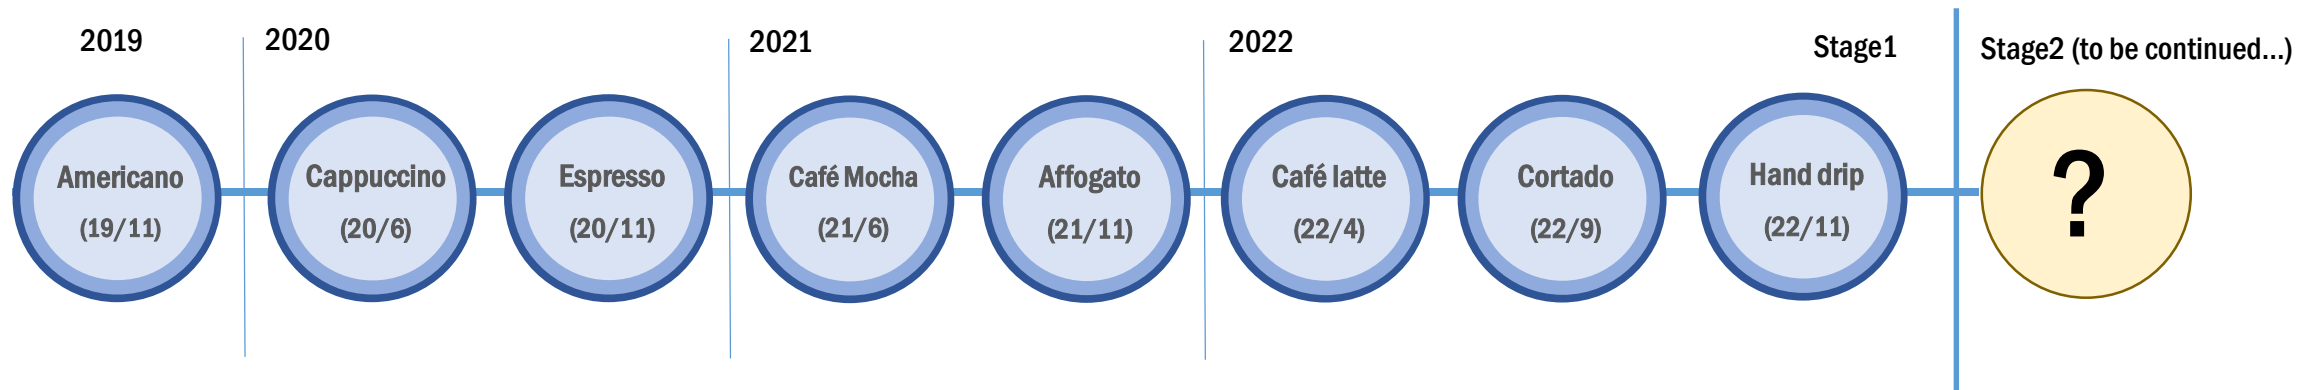 2019
2020
2021
2022
Stage1
Stage2 (to be continued...)
Americano
(19/11)
Cappuccino
(20/6)
Espresso
(20/11)
Café Mocha
(21/6)
Affogato
(21/11)
Café latte
(22/4)
Cortado
(22/9)
Hand drip
(22/11)
?